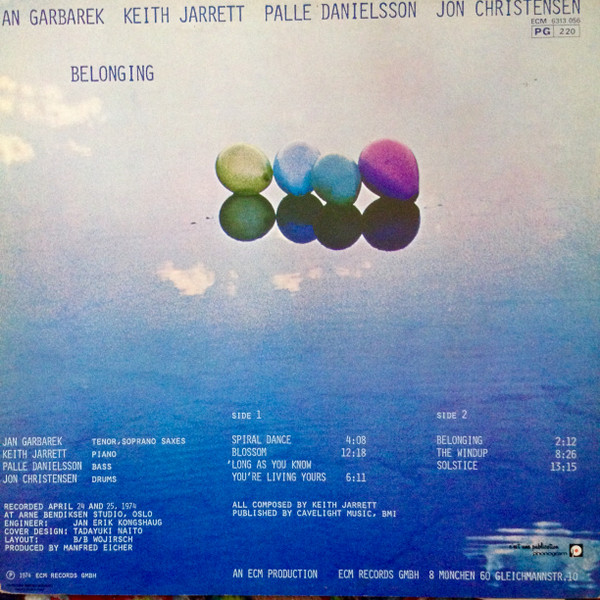 AN GARBAREK KEITH JARRETT PALLE DANIELSSON JON CHRISTENSEN
ECM 6313 056
PG 220
BELONGING
SIDE 1
SIDE 2
JAN GARBAREK TENOR, SOPRANO SAXES
KEITH JARRETT PIANO
PALLE DANIELSSON BASS
JON CHRISTENSEN DRUMS
SPIRAL DANCE 4:08
BLOSSOM 12:18
'LONG AS YOU KNOW
YOU'RE LIVING YOURS 6:11
BELONGING 2:12
THE WINDUP 8:26
SOLSTICE 13:15
RECORDED APRIL 24 AND 25, 1974
AT ARNE BENDIKSEN STUDIO, OSLO
ENGINEER: JAN ERIK KONGSHAUG
COVER DESIGN: TADAYUKI NAITO
LAYOUT: B/B WOJIRSCH
PRODUCED BY MANFRED EICHER
ALL COMPOSED BY KEITH JARRETT
PUBLISHED BY CAVELIGHT MUSIC, BMI
phonogram
℗ 1974 ECM RECORDS GMBH
AN ECM PRODUCTION ECM RECORDS GMBH 8 MÜNCHEN 60 GLEICHMANNSTR.10